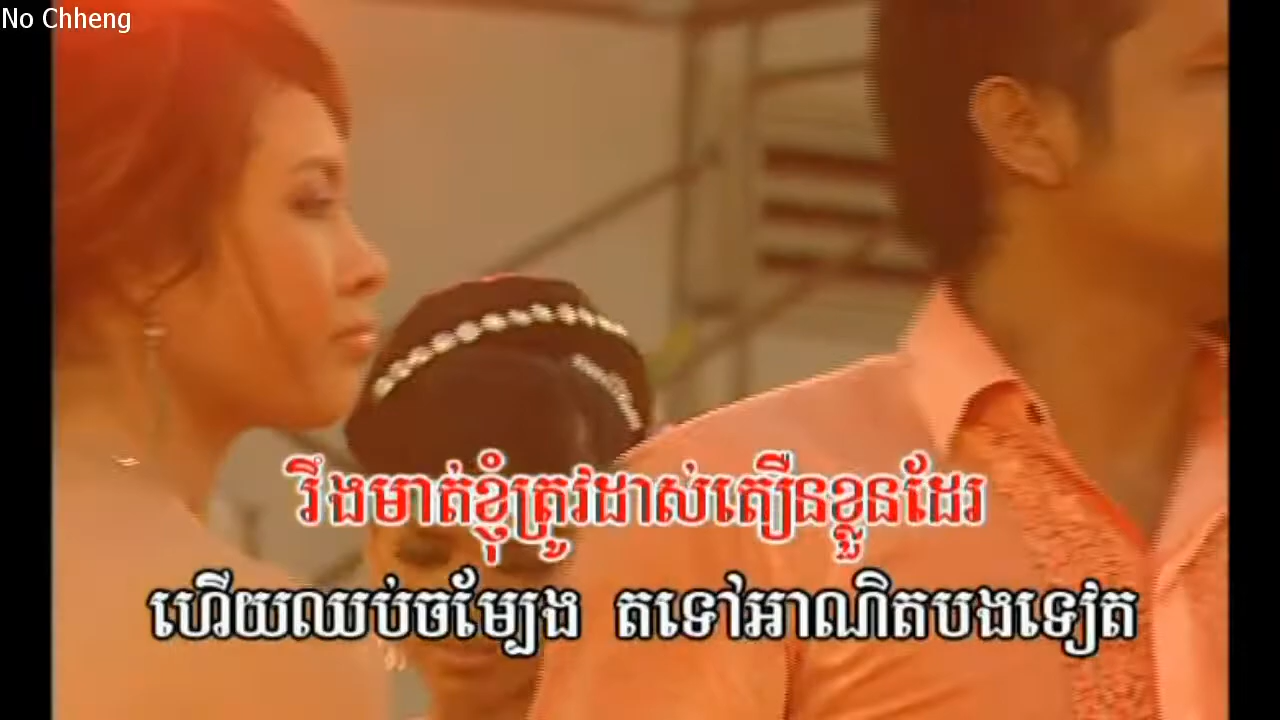 No Chheng
រឹងមាត់ខ្ញុំត្រូវដាស់តឿនខ្លួនដែរ
ហើយឈប់ចម្បែង តទៅអាណិតបងទៀត